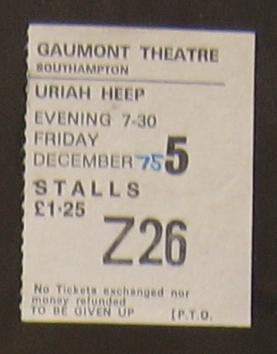 GAUMONT THEATRE
SOUTHAMPTON
URIAH HEEP
EVENING 7-30
FRIDAY
DECEMBER 75 5
STALLS
£1·25
Z26
No Tickets exchanged nor
money refunded
TO BE GIVEN UP [P.T.O.